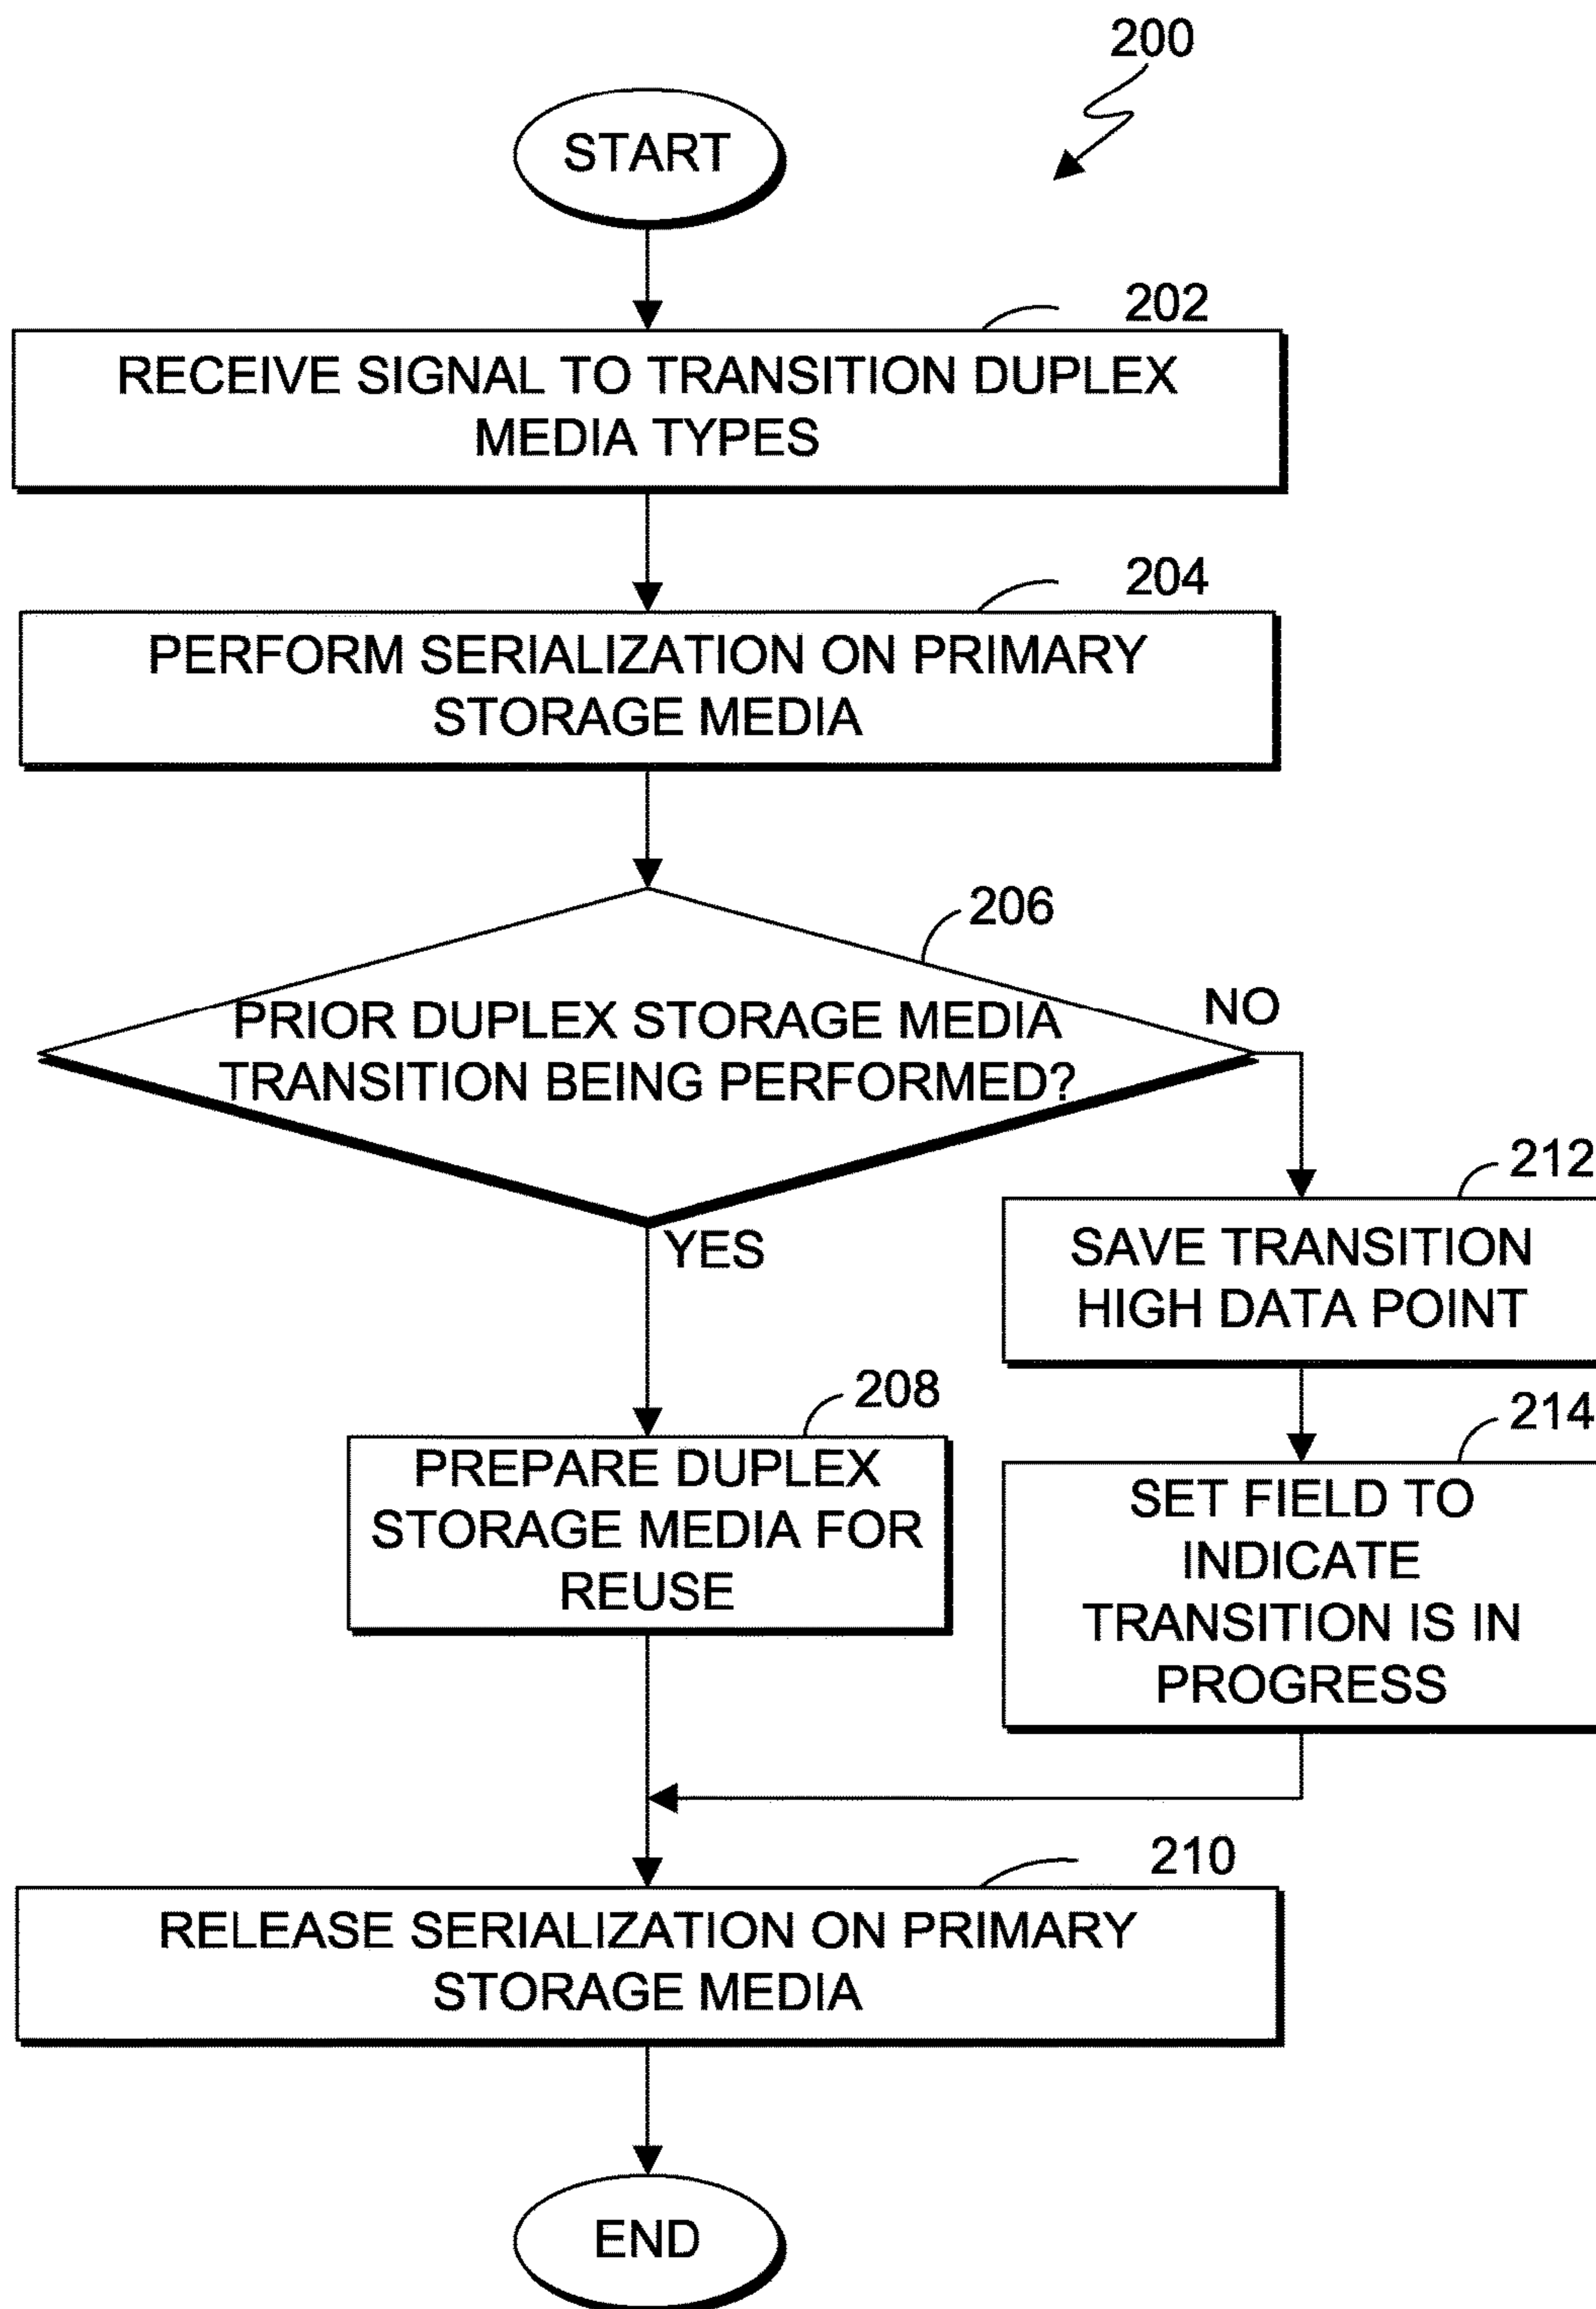 200
START
202
RECEIVE SIGNAL TO TRANSITION DUPLEX
MEDIA TYPES
204
PERFORM SERIALIZATION ON PRIMARY
STORAGE MEDIA
206
PRIOR DUPLEX STORAGE MEDIA
TRANSITION BEING PERFORMED?
NO
YES
212
SAVE TRANSITION
HIGH DATA POINT
208
PREPARE DUPLEX
STORAGE MEDIA FOR
REUSE
214
SET FIELD TO
INDICATE
TRANSITION IS IN
PROGRESS
210
RELEASE SERIALIZATION ON PRIMARY
STORAGE MEDIA
END